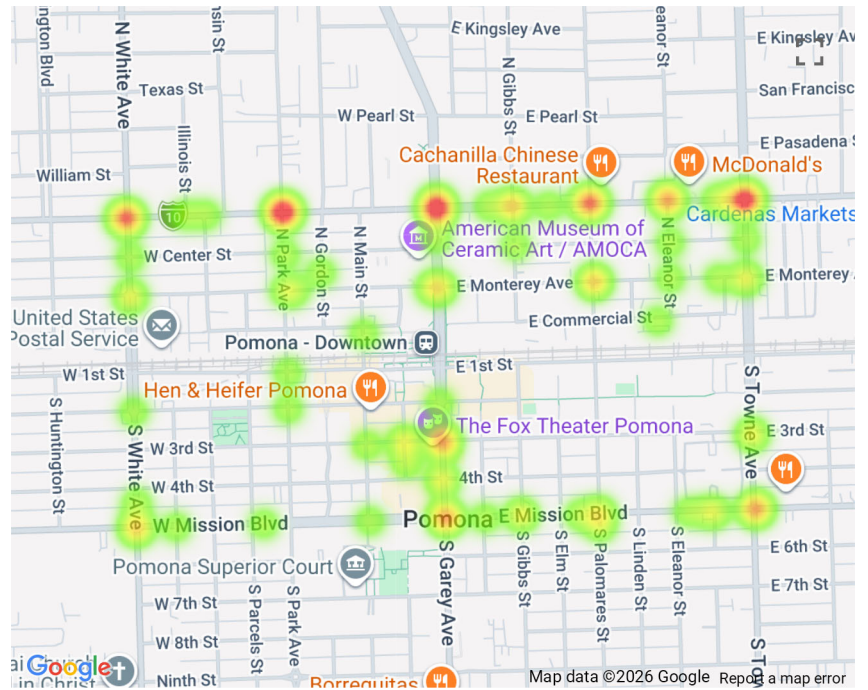 ngton Blvd
N White Ave
nsin St
E Kingsley Ave
eanor St
E Kingsley Av
Texas St
N Gibbs St
San Francisc
W Pearl St
E Pearl St
Illinois St
E Pasadena S
Cachanilla Chinese
Restaurant
McDonald's
William St
10
Cardenas Markets
American Museum of
Ceramic Art / AMOCA
N Park Ave
N Gordon St
N Main St
N Eleanor St
W Center St
E Monterey Ave
E Monterey
United States
Postal Service
E Commercial St
Pomona - Downtown
W 1st St
E 1st St
Hen & Heifer Pomona
S Huntington St
S White Ave
The Fox Theater Pomona
S Towne Ave
E 3rd St
W 3rd St
W 4th St
4th St
W Mission Blvd
Pomona
E Mission Blvd
S Gibbs St
S Elm St
S Palomares St
S Linden St
S Eleanor St
E 6th St
Pomona Superior Court
S Garey Ave
E 7th St
W 7th St
S Parcels St
S Park Ave
W 8th St
S Tow
Google
in Christ
Ninth St
Borreguitas
Map data ©2026 Google
Report a map error